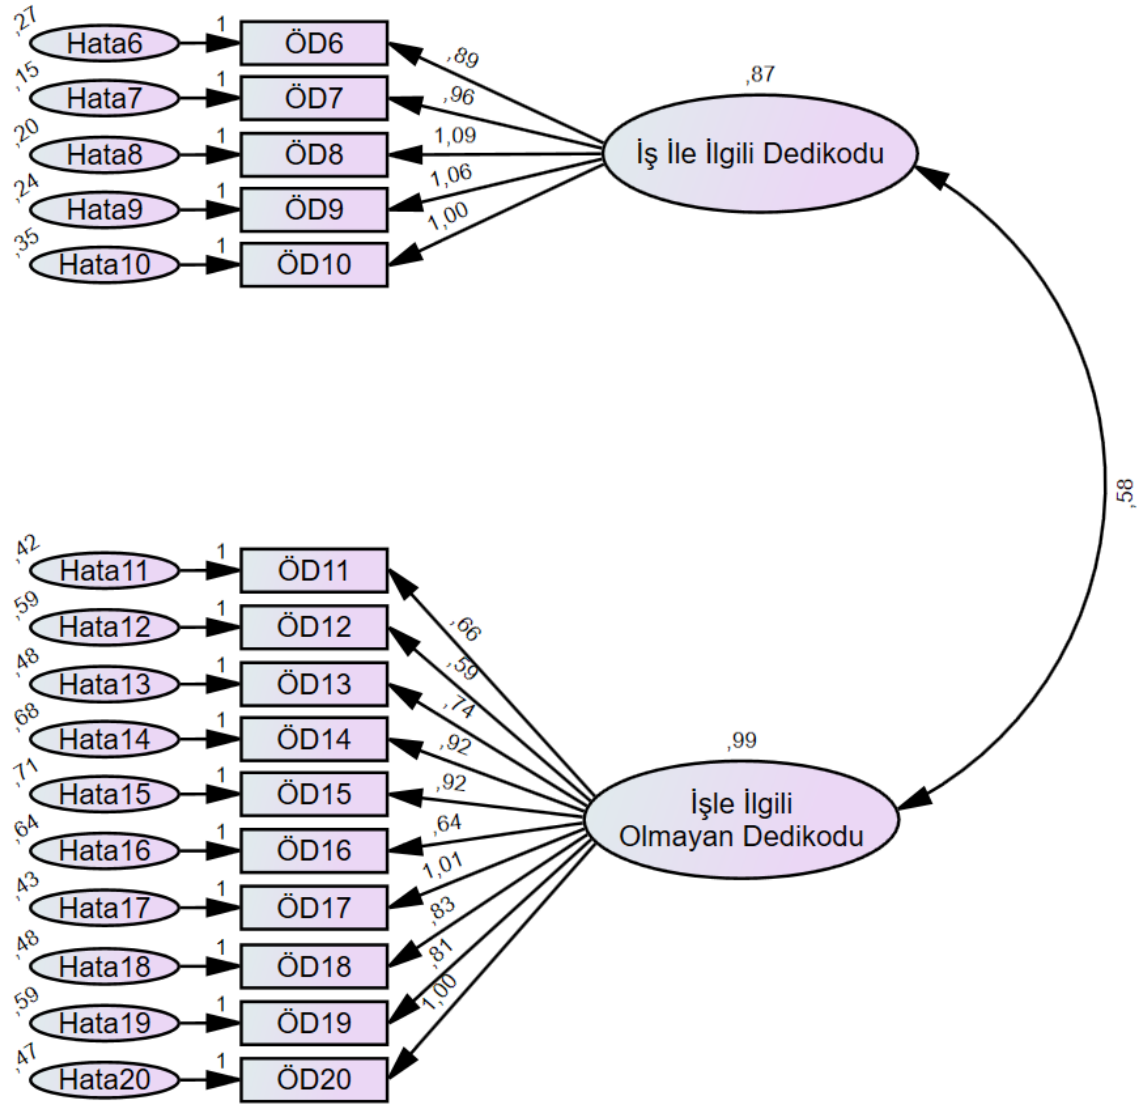 ,27
Hata6
1
ÖD6
,89
,15
Hata7
1
ÖD7
,96
,20
Hata8
1
ÖD8
1,09
,24
Hata9
1
ÖD9
1,06
,35
Hata10
1
ÖD10
1,00
,87
İş İle İlgili Dedikodu
,58
,42
Hata11
1
ÖD11
,66
,59
Hata12
1
ÖD12
,59
,48
Hata13
1
ÖD13
,74
,68
Hata14
1
ÖD14
,92
,71
Hata15
1
ÖD15
,92
,64
Hata16
1
ÖD16
,64
,43
Hata17
1
ÖD17
1,01
,48
Hata18
1
ÖD18
,83
,59
Hata19
1
ÖD19
,81
,47
Hata20
1
ÖD20
1,00
,99
İşle İlgili
Olmayan Dedikodu